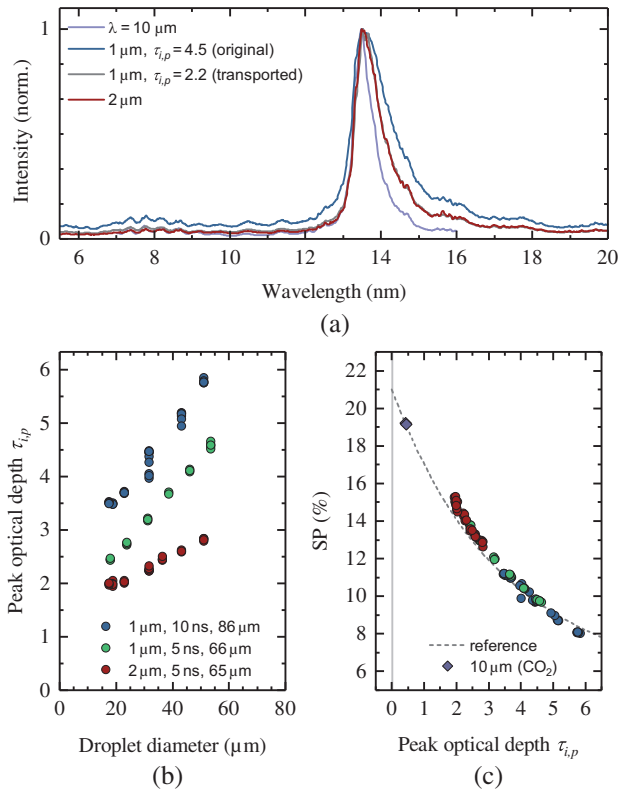 1
λ = 10 μm
1 μm, τi,p = 4.5 (original)
1 μm, τi,p = 2.2 (transported)
2 μm
Intensity (norm.)
0
6 8 10 12 14 16 18 20
Wavelength (nm)
(a)
6
5
4
3
2
1
0
Peak optical depth τi,p
1 μm, 10 ns, 86 μm
1 μm, 5 ns, 66 μm
2 μm, 5 ns, 65 μm
0 20 40 60 80
Droplet diameter (μm)
(b)
22
20
18
16
14
12
10
8
6
SP (%)
reference
10 μm (CO₂)
0 1 2 3 4 5 6
Peak optical depth τi,p
(c)